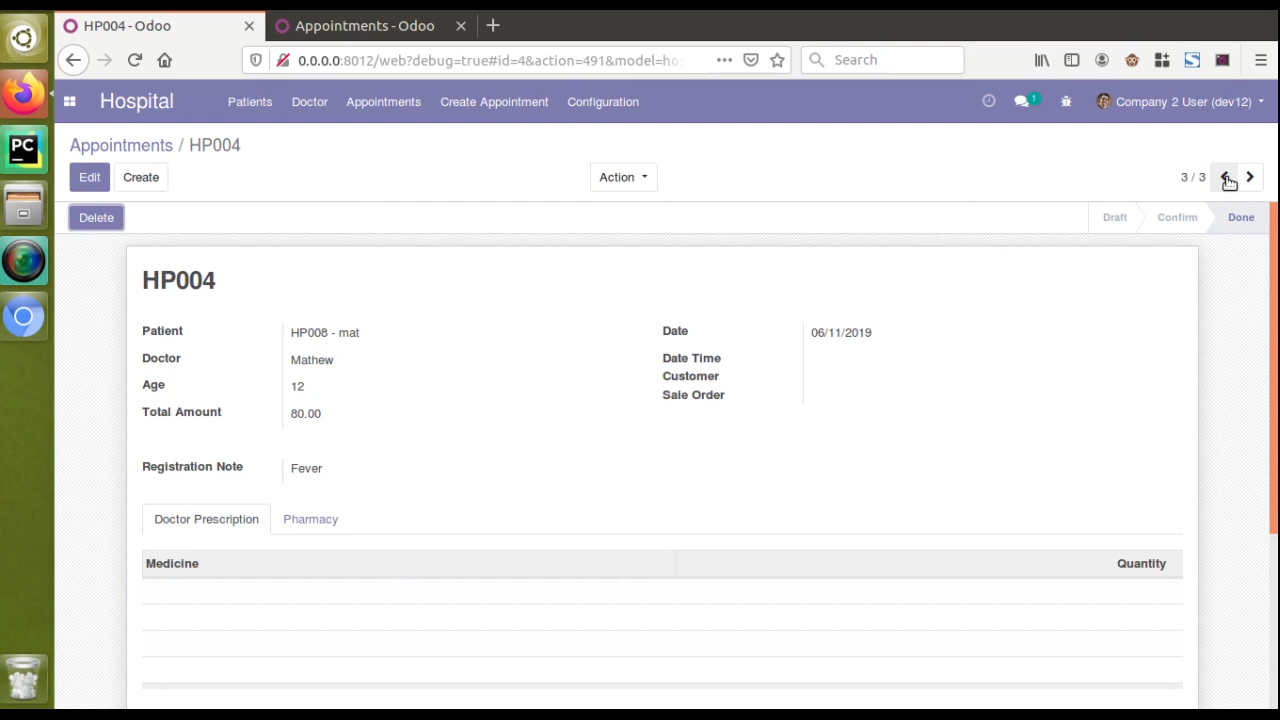 HP004 - Odoo
Appointments - Odoo
0.0.0.0:8012/web?debug=true#id=4&action=491&model=ho
Search
Hospital
Patients
Doctor
Appointments
Create Appointment
Configuration
1
Company 2 User (dev12)
Appointments / HP004
Edit
Create
Action
3 / 3
Delete
Draft
Confirm
Done
HP004
Patient
HP008 - mat
Doctor
Mathew
Age
12
Total Amount
80.00
Date
06/11/2019
Date Time
Customer
Sale Order
Registration Note
Fever
Doctor Prescription
Pharmacy
Medicine
Quantity
PC